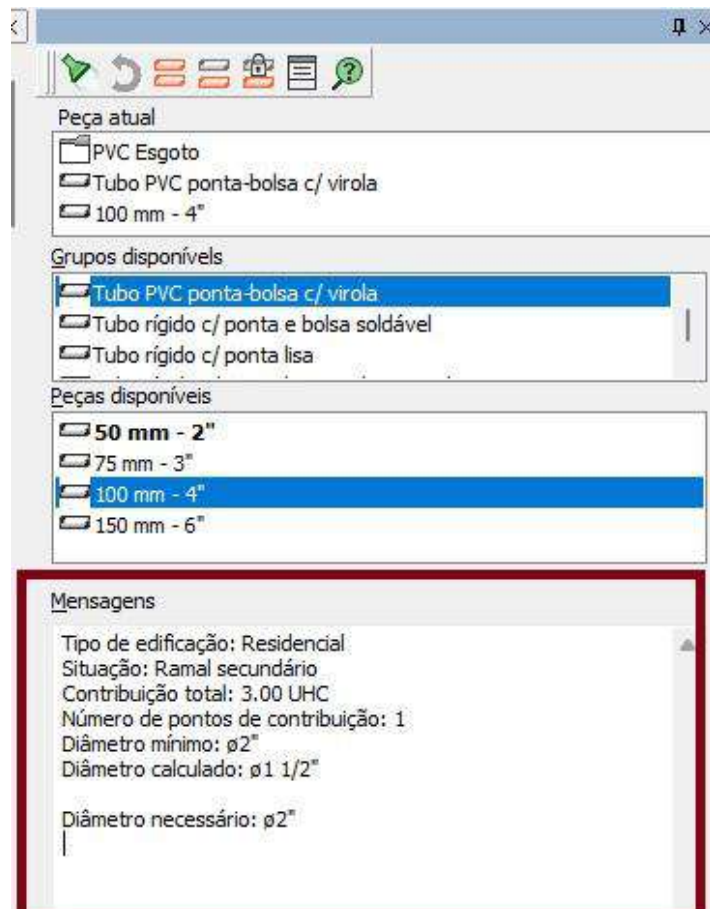 Peça atual
PVC Esgoto
Tubo PVC ponta-bolsa c/ virola
100 mm - 4"
Grupos disponívels
Tubo PVC ponta-bolsa c/ virola
Tubo rígido c/ ponta e bolsa soldável
Tubo rígido c/ ponta lisa
Peças disponíveis
50 mm - 2"
75 mm - 3"
100 mm - 4"
150 mm - 6"
Mensagens
Tipo de edificação: Residencial
Situação: Ramal secundário
Contribuição total: 3.00 UHC
Número de pontos de contribuição: 1
Diâmetro mínimo: ø2"
Diâmetro calculado: ø1 1/2"
Diâmetro necessário: ø2"